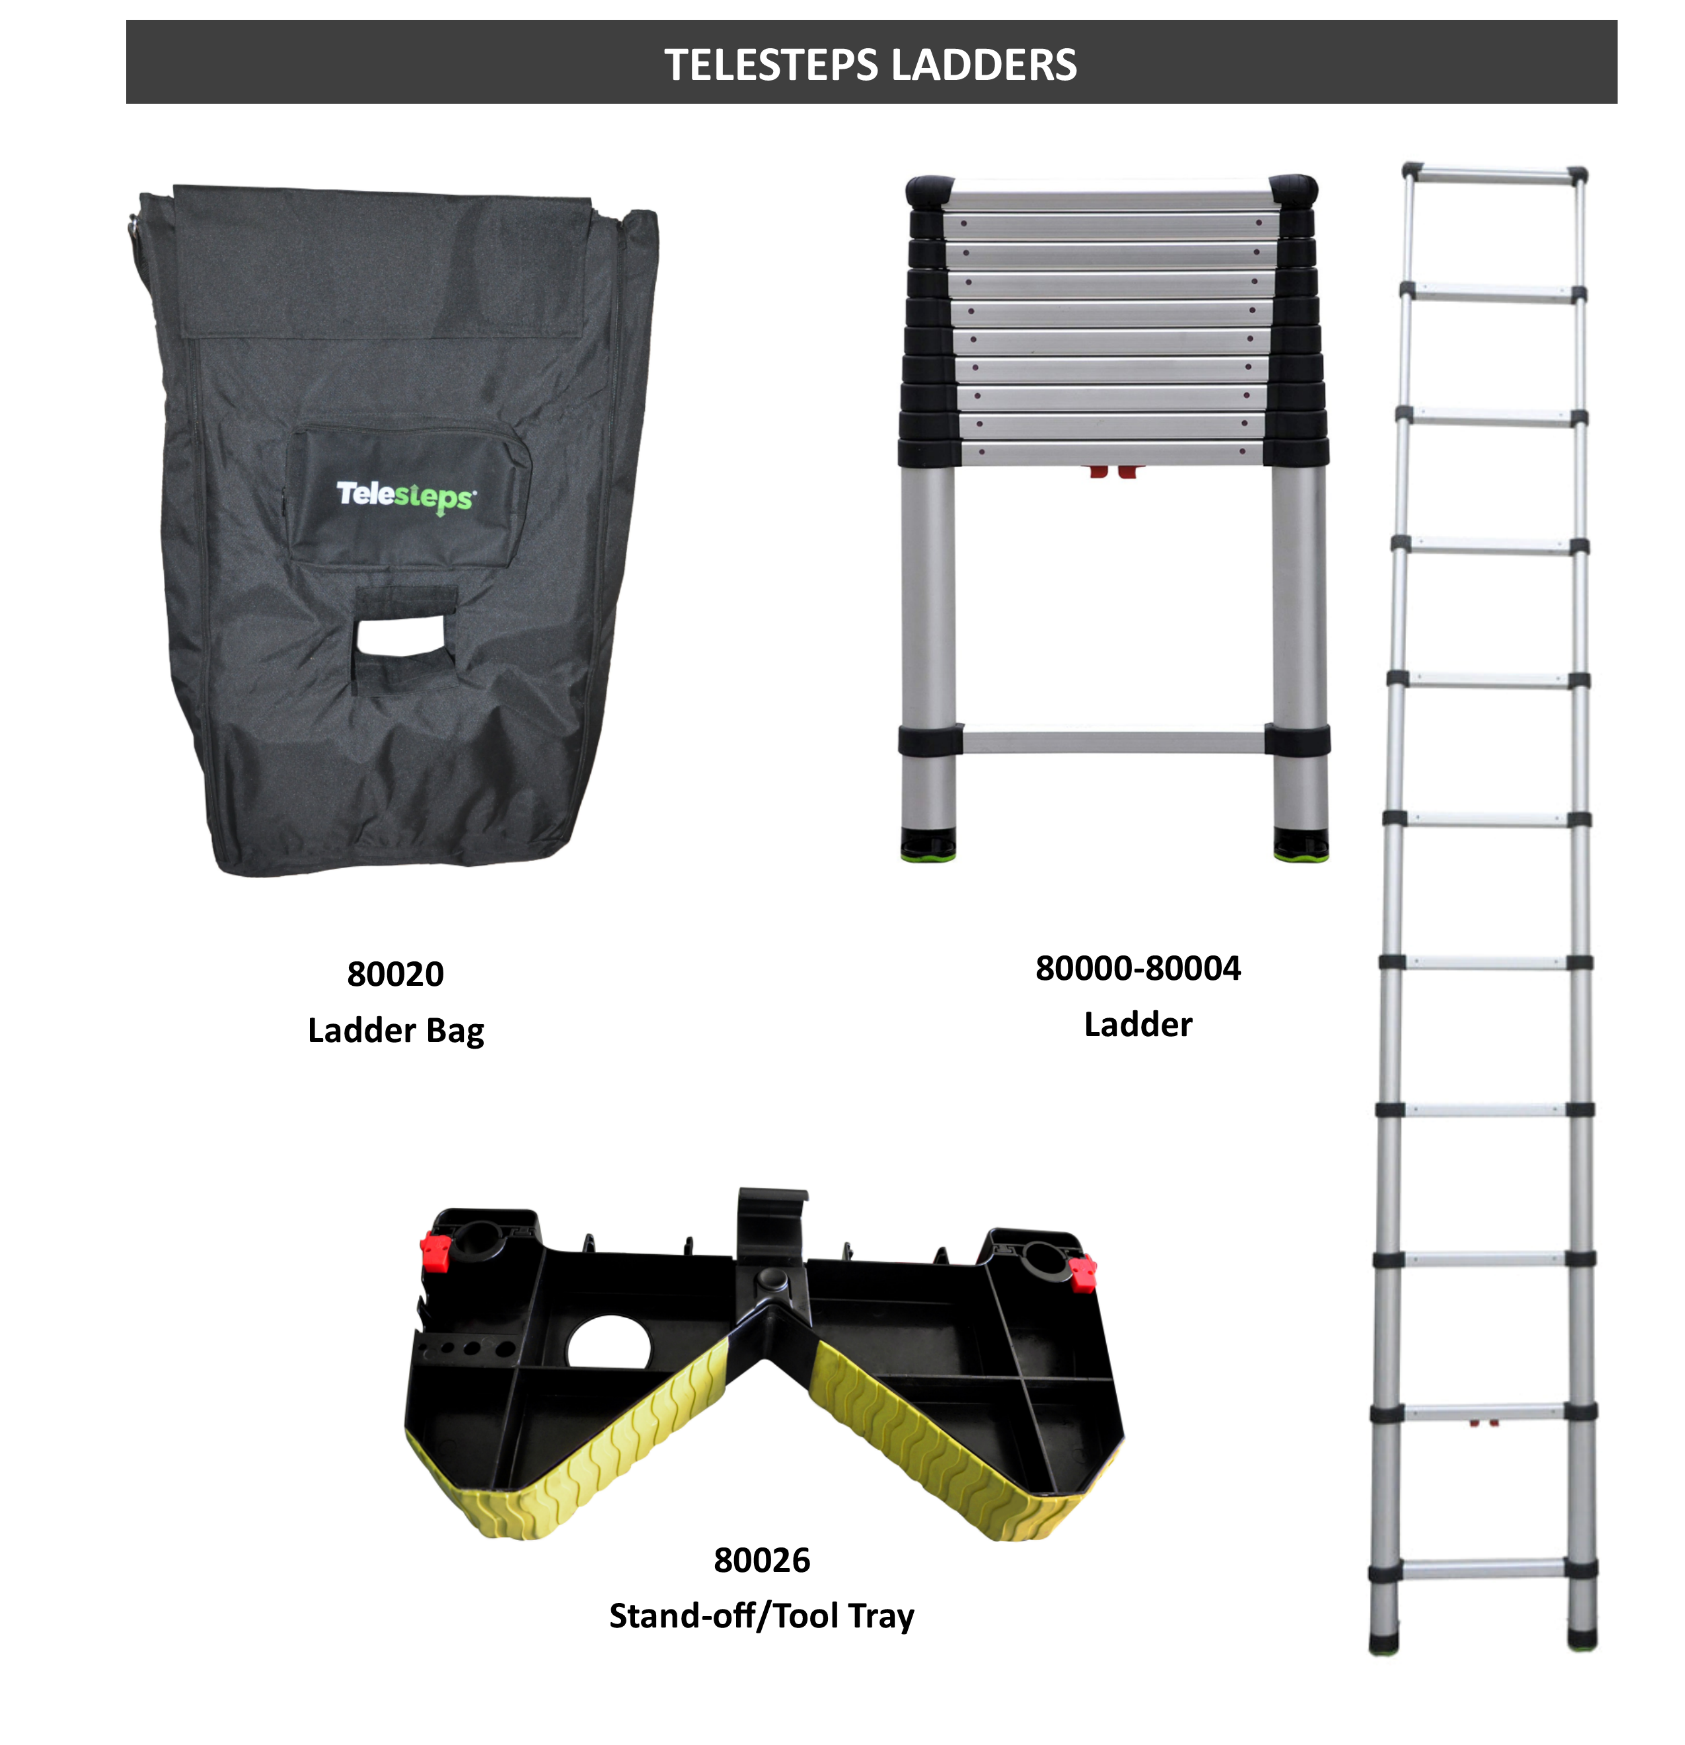 TELESTEPS LADDERS
Telesteps
80020
Ladder Bag
80000-80004
Ladder
80026
Stand-off/Tool Tray